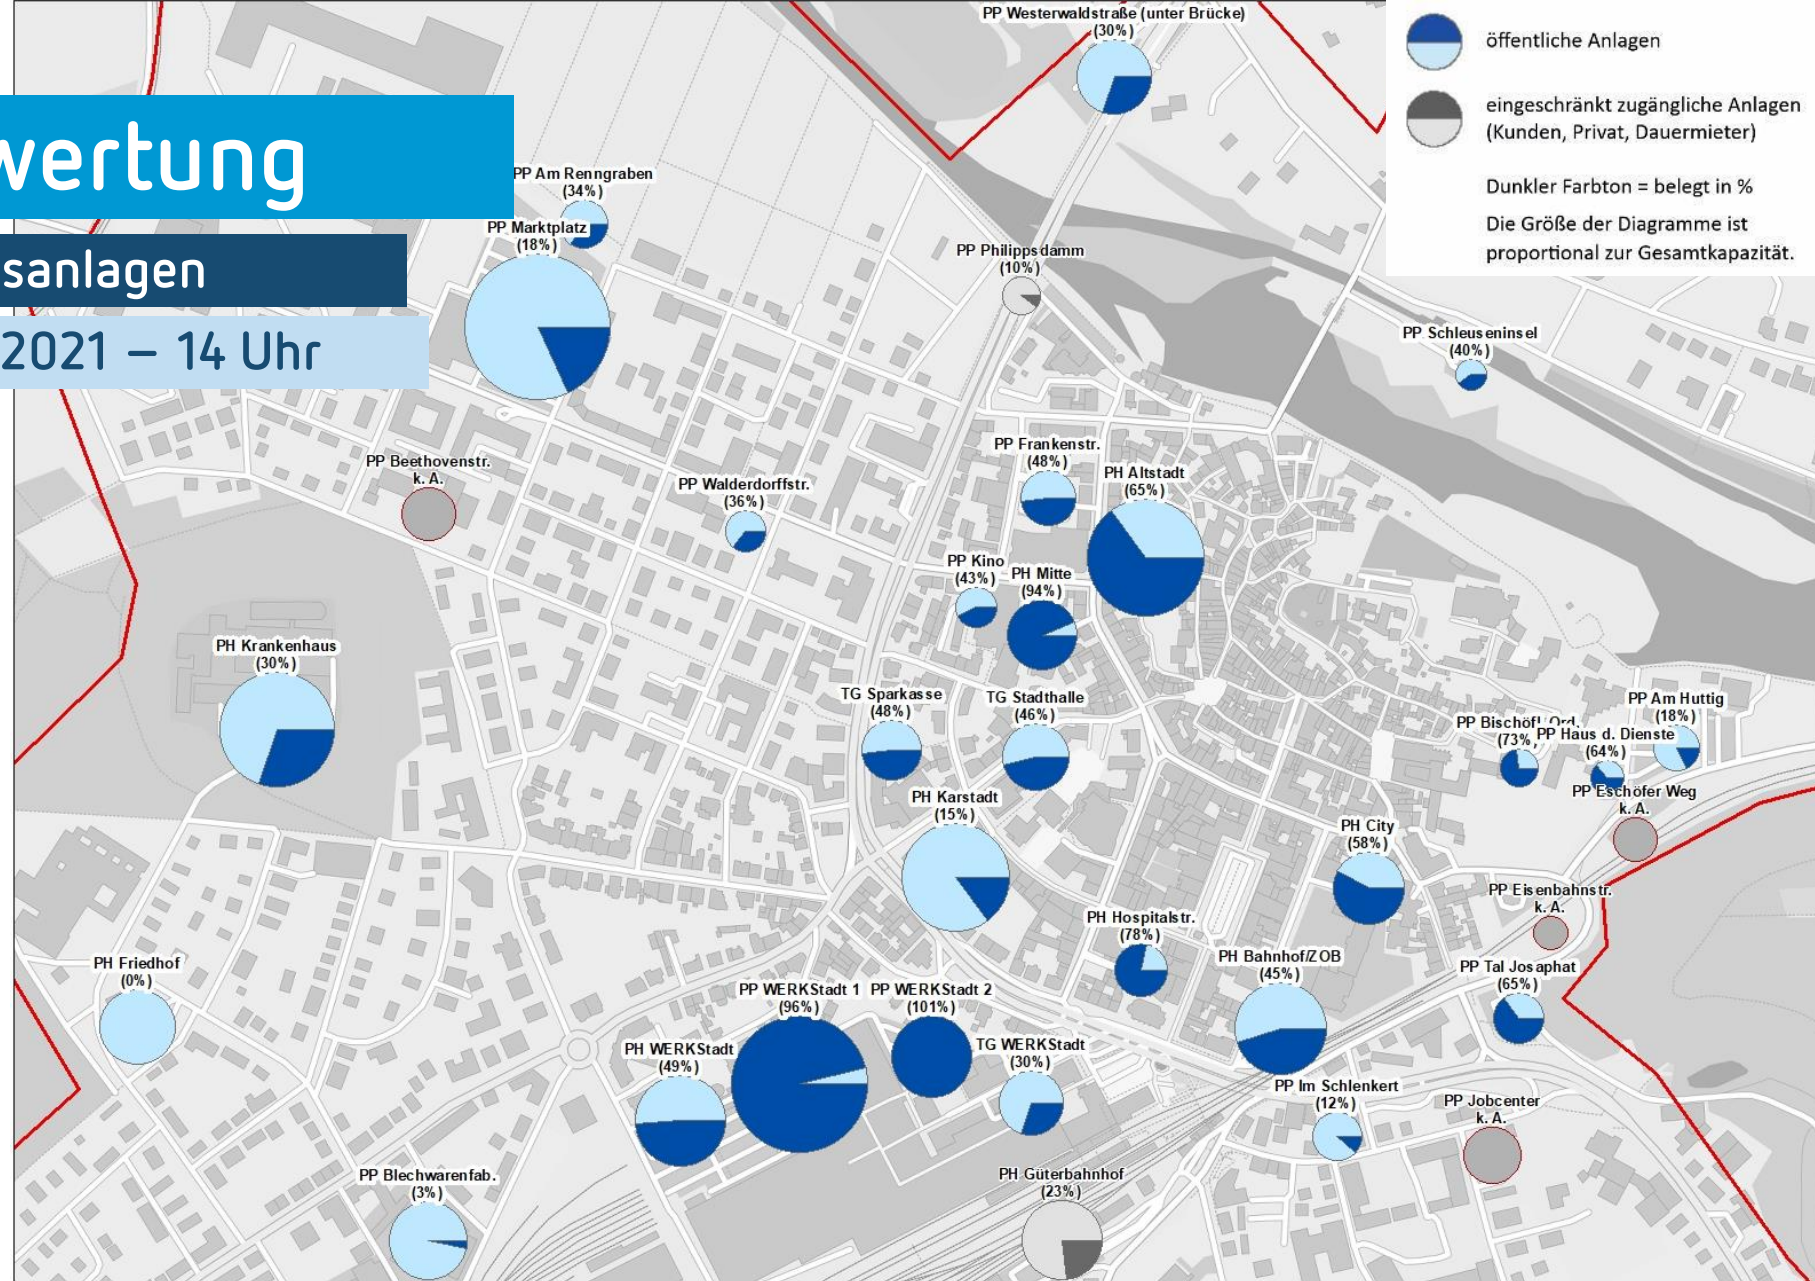 wertung
sanlagen
2021 – 14 Uhr
öffentliche Anlagen
eingeschränkt zugängliche Anlagen
(Kunden, Privat, Dauermieter)
Dunkler Farbton = belegt in %
Die Größe der Diagramme ist
proportional zur Gesamtkapazität.
PP Westerwaldstraße (unter Brücke)
(30%)
PP Am Renngraben
(34%)
PP Marktplatz
(18%)
PP Philippsdamm
(10%)
PP Schleuseninsel
(40%)
PP Beethovenstr.
k. A.
PP Walderdorffstr.
(36%)
PP Frankenstr.
(48%)
PH Altstadt
(65%)
PP Kino
(43%)
PH Mitte
(94%)
PH Krankenhaus
(30%)
TG Sparkasse
(48%)
TG Stadthalle
(46%)
PP Am Huttig
(18%)
PP Bischöfl. Ord.
(73%)
PP Haus d. Dienste
(64%)
PP Eschöfer Weg
k. A.
PH Karstadt
(15%)
PH City
(58%)
PP Eisenbahnstr.
k. A.
PH Hospitalstr.
(78%)
PH Bahnhof/ZOB
(45%)
PP Tal Josaphat
(65%)
PH Friedhof
(0%)
PP WERKStadt 1
(96%)
PP WERKStadt 2
(101%)
PH WERKStadt
(49%)
TG WERKStadt
(30%)
PP Im Schlenkert
(12%)
PP Jobcenter
k. A.
PP Blechwarenfab.
(3%)
PH Güterbahnhof
(23%)